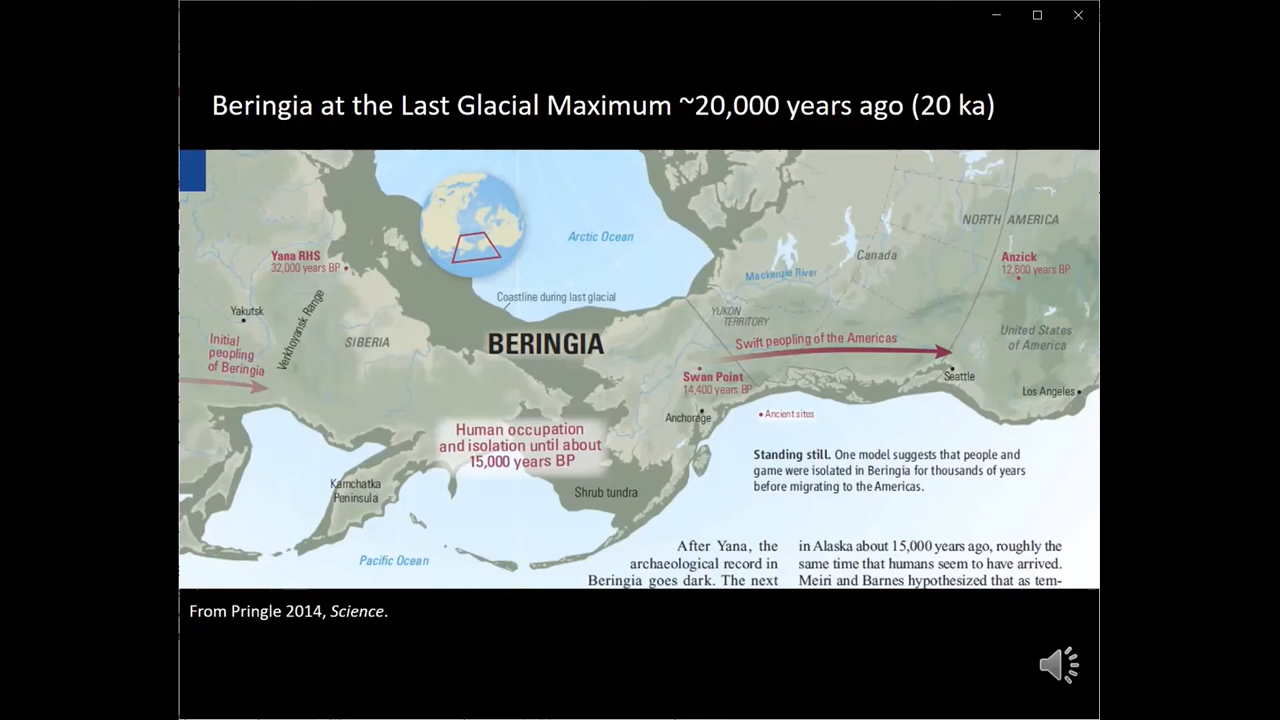 Beringia at the Last Glacial Maximum ~20,000 years ago (20 ka)
Arctic Ocean
NORTH AMERICA
Yana RHS
32,000 years BP
Canada
Anzick
12,600 years BP
Mackenzie River
Coastline during last glacial
Yakutsk
Verkhoyansk Range
YUKON
TERRITORY
BERINGIA
SIBERIA
Initial
peopling
of Beringia
Swift peopling of the Americas
United States
of America
Swan Point
14,400 years BP
Seattle
Los Angeles
Anchorage
Ancient sites
Human occupation
and isolation until about
15,000 years BP
Standing still. One model suggests that people and
game were isolated in Beringia for thousands of years
before migrating to the Americas.
Kamchatka
Peninsula
Shrub tundra
Pacific Ocean
After Yana, the
archaeological record in
Beringia goes dark. The next
in Alaska about 15,000 years ago, roughly the
same time that humans seem to have arrived.
Meiri and Barnes hypothesized that as tem-
From Pringle 2014, Science.